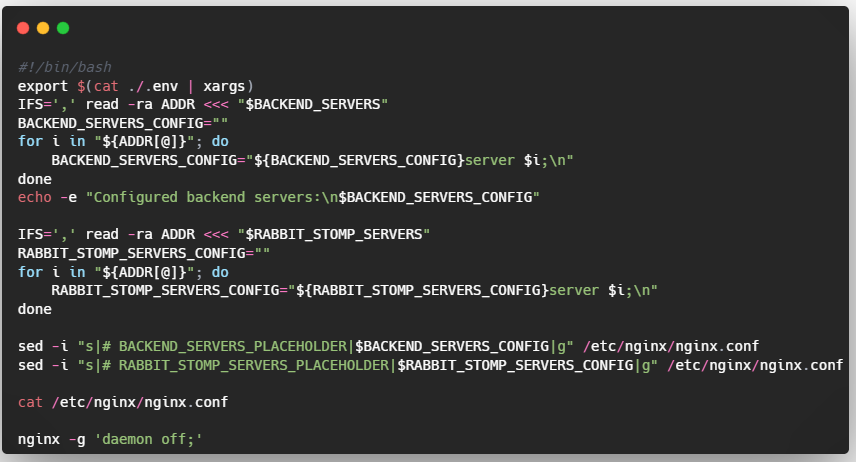 #!/bin/bash
export $(cat ./.env | xargs)
IFS=',' read -ra ADDR <<< "$BACKEND_SERVERS"
BACKEND_SERVERS_CONFIG=""
for i in "${ADDR[@]}"; do
    BACKEND_SERVERS_CONFIG="${BACKEND_SERVERS_CONFIG}server $i;\n"
done
echo -e "Configured backend servers:\n$BACKEND_SERVERS_CONFIG"

IFS=',' read -ra ADDR <<< "$RABBIT_STOMP_SERVERS"
RABBIT_STOMP_SERVERS_CONFIG=""
for i in "${ADDR[@]}"; do
    RABBIT_STOMP_SERVERS_CONFIG="${RABBIT_STOMP_SERVERS_CONFIG}server $i;\n"
done

sed -i "s|# BACKEND_SERVERS_PLACEHOLDER|$BACKEND_SERVERS_CONFIG|g" /etc/nginx/nginx.conf
sed -i "s|# RABBIT_STOMP_SERVERS_PLACEHOLDER|$RABBIT_STOMP_SERVERS_CONFIG|g" /etc/nginx/nginx.conf

cat /etc/nginx/nginx.conf

nginx -g 'daemon off;'